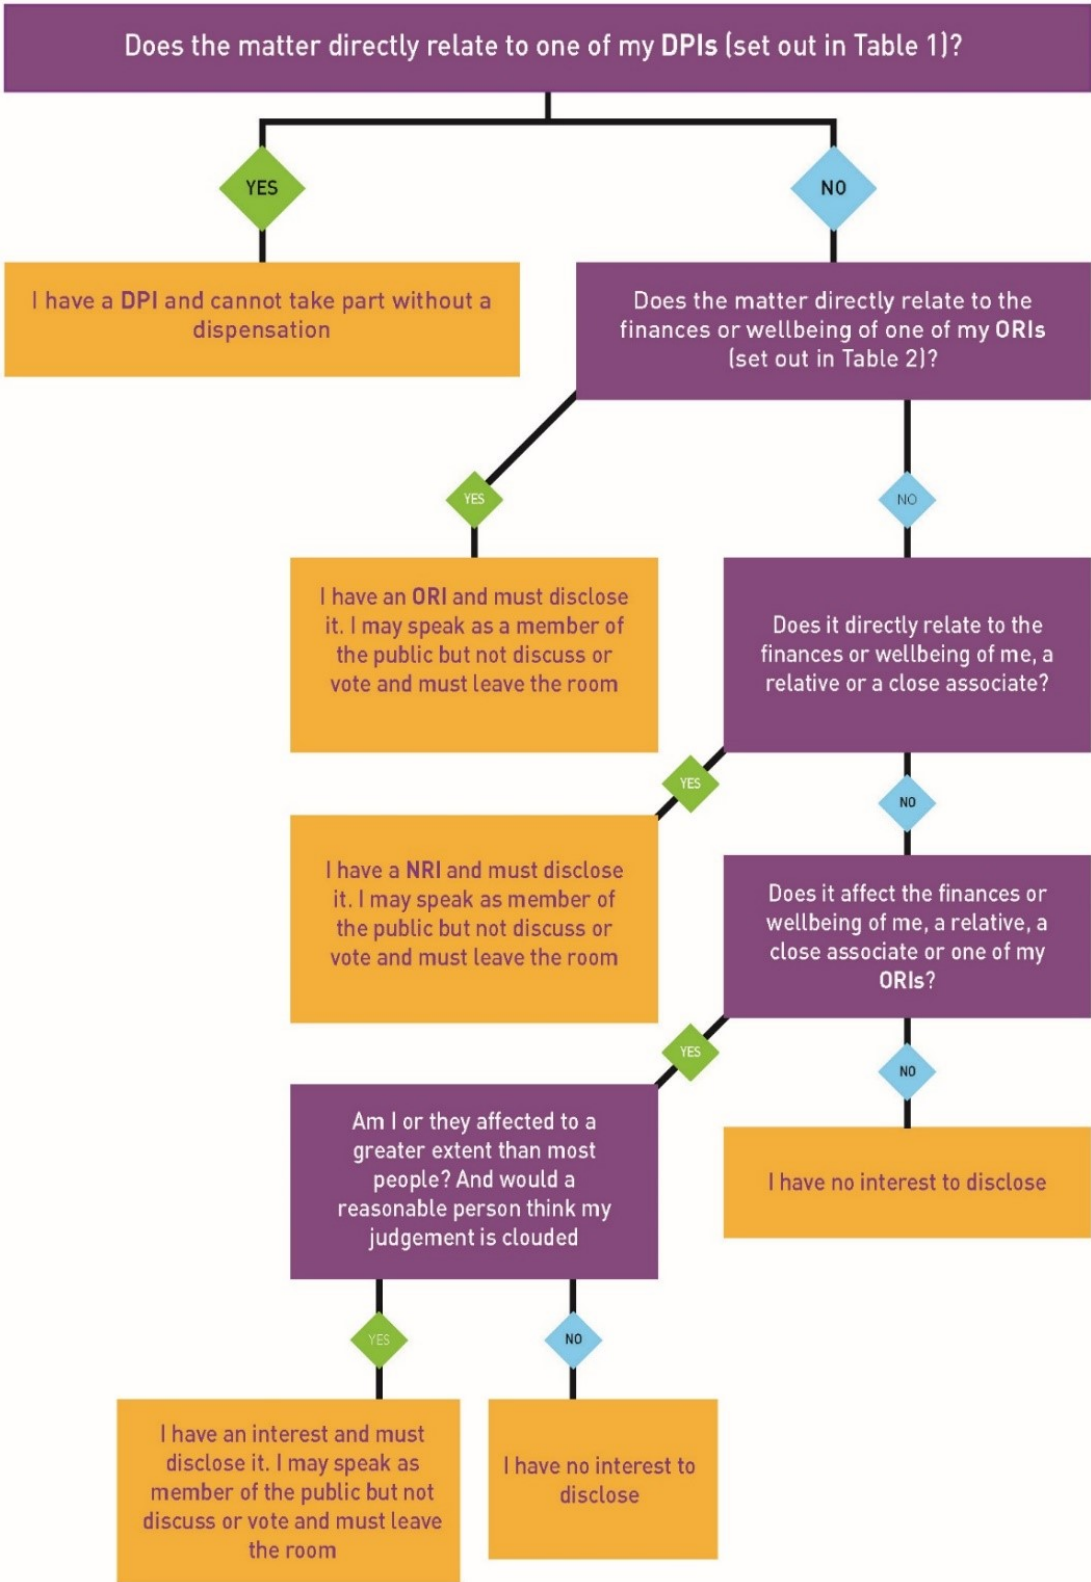 Does the matter directly relate to one of my DPIs (set out in Table 1)?
YES
NO
I have a DPI and cannot take part without a
dispensation
Does the matter directly relate to the
finances or wellbeing of one of my ORIs
(set out in Table 2)?
YES
NO
I have an ORI and must disclose
it. I may speak as a member of
the public but not discuss or
vote and must leave the room
Does it directly relate to the
finances or wellbeing of me, a
relative or a close associate?
YES
NO
I have a NRI and must disclose
it. I may speak as member of
the public but not discuss or
vote and must leave the room
Does it affect the finances or
wellbeing of me, a relative, a
close associate or one of my
ORIs?
YES
NO
Am I or they affected to a
greater extent than most
people? And would a
reasonable person think my
judgement is clouded
I have no interest to disclose
YES
NO
I have an interest and must
disclose it. I may speak as
member of the public but not
discuss or vote and must leave
the room
I have no interest to
disclose